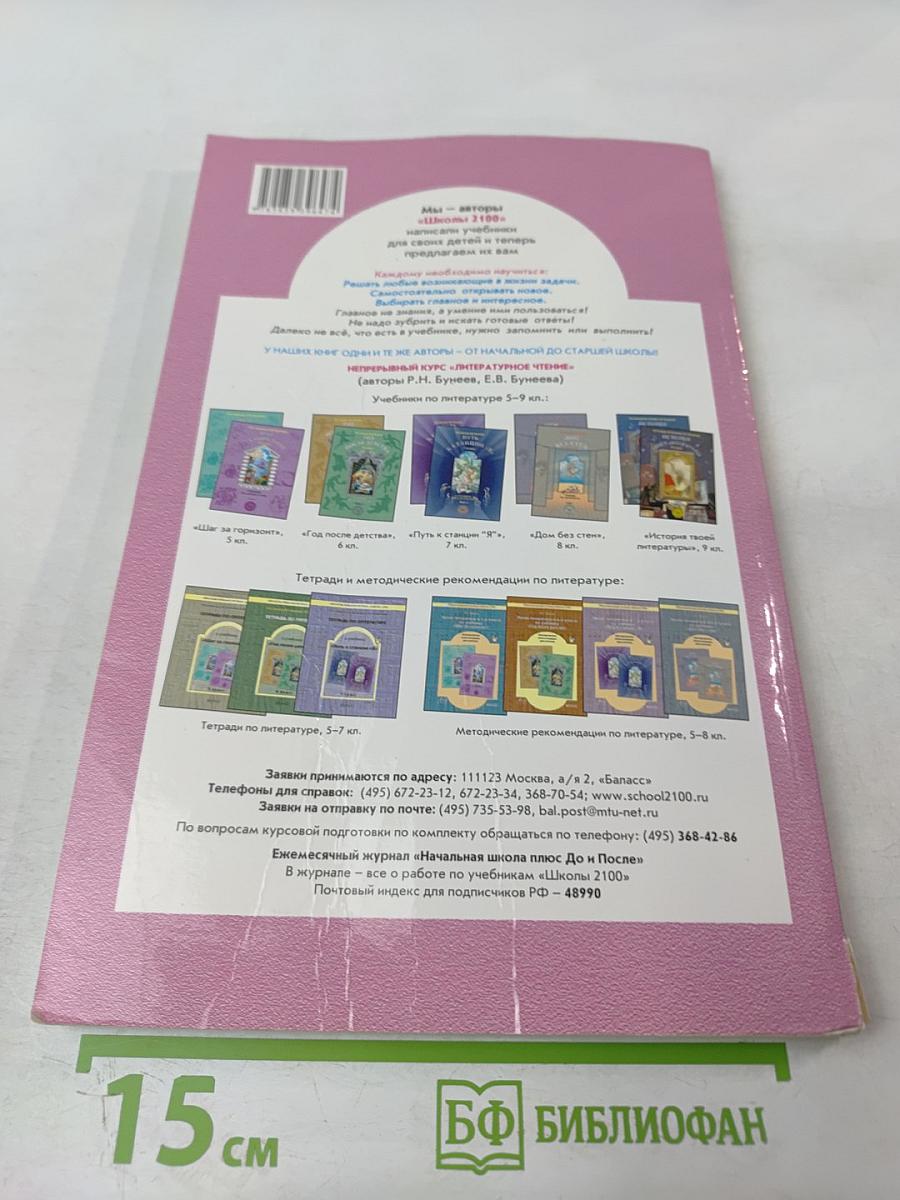 Мы – авторы
«Школы 2100»
написали учебники
для своих детей и теперь
предлагаем их вам
Каждому необходимо научиться:
Решать любые возникающие в жизни задачи.
Самостоятельно открывать новое.
Выбирать главное и интересное.
Главное не знания, а умение ими пользоваться!
Не надо зубрить и искать готовые ответы!
Далеко не всё, что есть в учебнике, нужно запомнить или выполнить!
У НАШИХ КНИГ ОДНИ И ТЕ ЖЕ АВТОРЫ – ОТ НАЧАЛЬНОЙ ДО СТАРШЕЙ ШКОЛЫ!
НЕПРЕРЫВНЫЙ КУРС «ЛИТЕРАТУРНОЕ ЧТЕНИЕ»
(авторы Р.Н. Бунеев, Е.В. Бунеева)
Учебники по литературе 5–9 кл.:
«Шаг за горизонт»,
5 кл.
«Год после детства»,
6 кл.
«Путь к станции "Я"»,
7 кл.
«Дом без стен»,
8 кл.
«История твоей
литературы», 9 кл.
Тетради и методические рекомендации по литературе:
Тетради по литературе, 5–7 кл.
Методические рекомендации по литературе, 5–8 кл.
Заявки принимаются по адресу: 111123 Москва, а/я 2, «Баласс»
Телефоны для справок: (495) 672-23-12, 672-23-34, 368-70-54; www.school2100.ru
Заявки на отправку по почте: (495) 735-53-98, bal.post@mtu-net.ru
По вопросам курсовой подготовки по комплекту обращаться по телефону: (495) 368-42-86
Ежемесячный журнал «Начальная школа плюс До и После»
В журнале – все о работе по учебникам «Школы 2100»
Почтовый индекс для подписчиков РФ – 48990
15 см
БФ БИБЛИОФАН